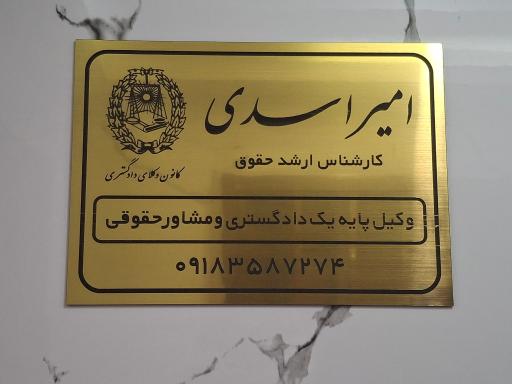 امیر اسدی
کارشناس ارشد حقوق
کانون وکلای دادگستری
وکیل پایه یک دادگستری و مشاور حقوقی
۰۹۱۸۳۵۸۷۲۷۴